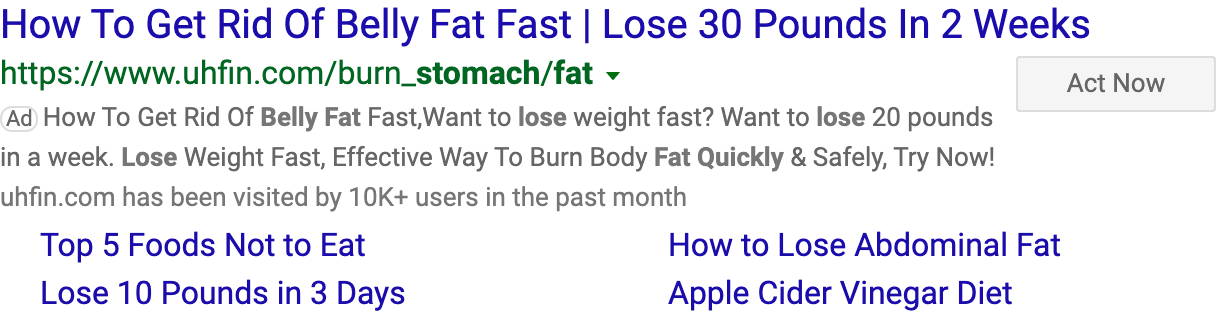 How To Get Rid Of Belly Fat Fast | Lose 30 Pounds In 2 Weeks
https://www.uhfin.com/burn_stomach/fat
Act Now
Ad How To Get Rid Of Belly Fat Fast,Want to lose weight fast? Want to lose 20 pounds
in a week. Lose Weight Fast, Effective Way To Burn Body Fat Quickly & Safely, Try Now!
uhfin.com has been visited by 10K+ users in the past month
Top 5 Foods Not to Eat
How to Lose Abdominal Fat
Lose 10 Pounds in 3 Days
Apple Cider Vinegar Diet